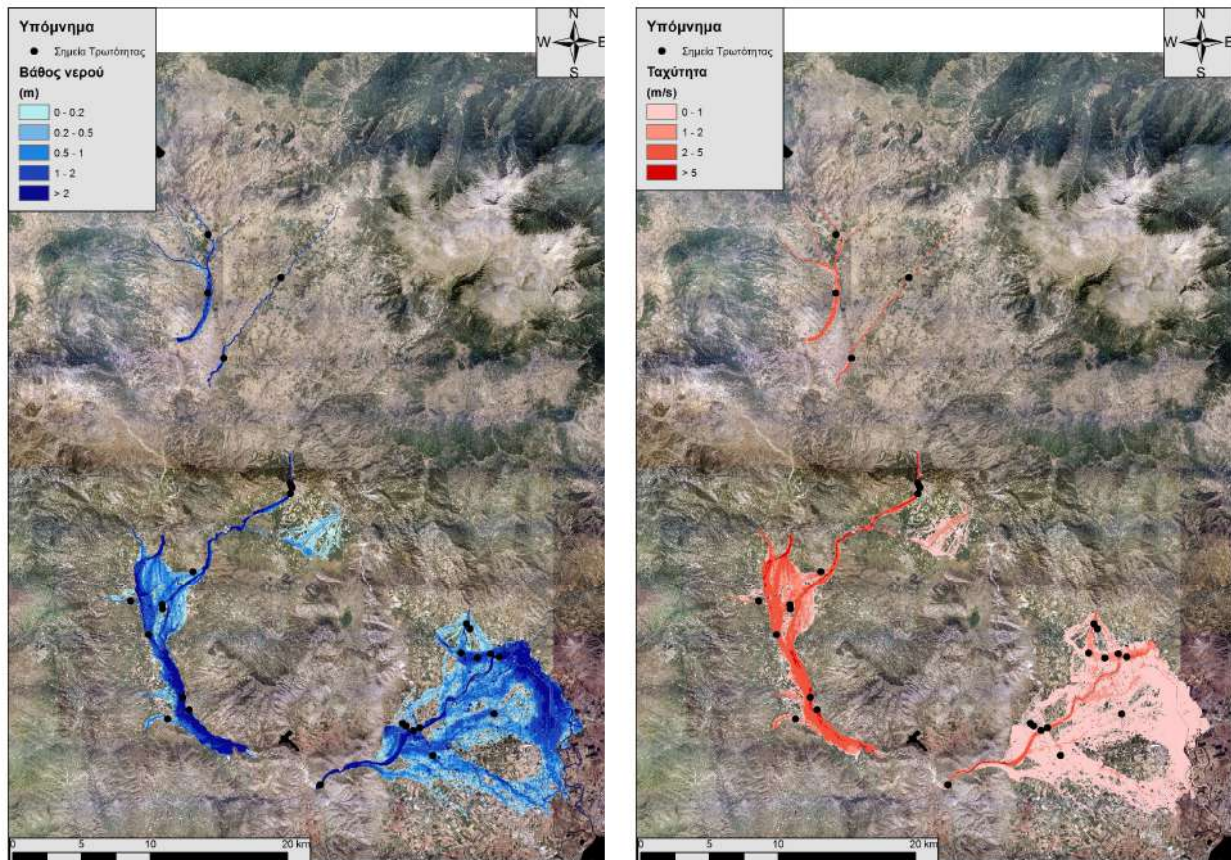 Υπόμνημα
Σημεία Τρωτότητας
Βάθος νερού
(m)
0 - 0.2
0.2 - 0.5
0.5 - 1
1 - 2
> 2
N
W E
S
0 5 10 20 km
Υπόμνημα
Σημεία Τρωτότητας
Ταχύτητα
(m/s)
0 - 1
1 - 2
2 - 5
> 5
N
W E
S
0 5 10 20 km